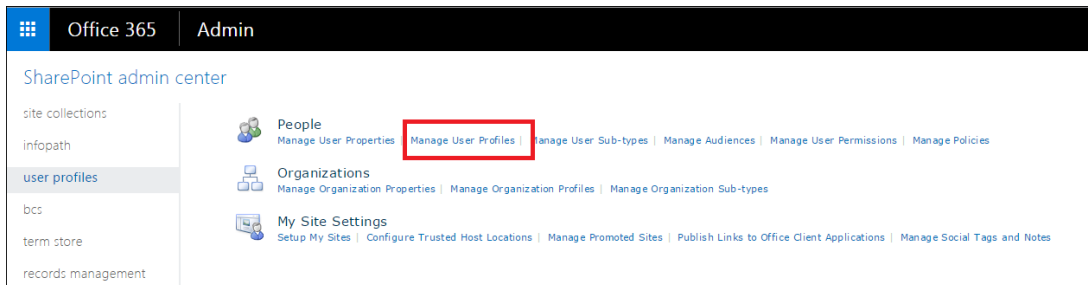 Office 365 Admin
SharePoint admin center
site collections
infopath
user profiles
bcs
term store
records management
People
Manage User Properties | Manage User Profiles | Manage User Sub-types | Manage Audiences | Manage User Permissions | Manage Policies
Organizations
Manage Organization Properties | Manage Organization Profiles | Manage Organization Sub-types
My Site Settings
Setup My Sites | Configure Trusted Host Locations | Manage Promoted Sites | Publish Links to Office Client Applications | Manage Social Tags and Notes